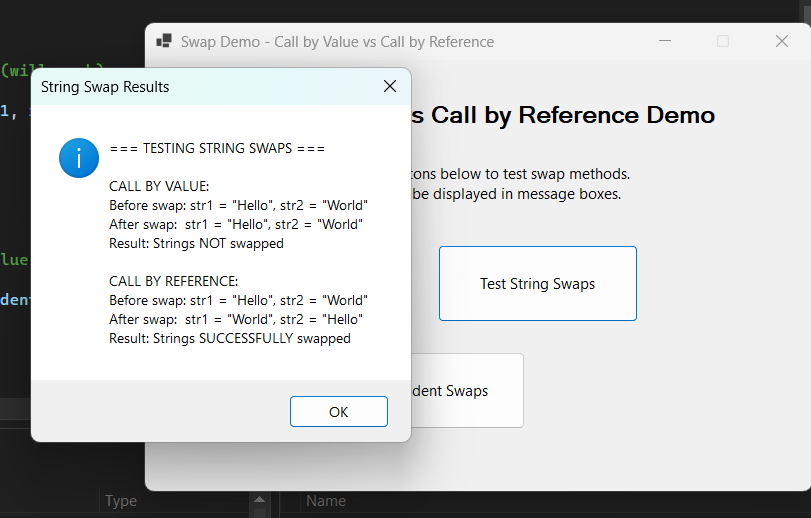 Swap Demo - Call by Value vs Call by Reference
String Swap Results
s Call by Reference Demo
=== TESTING STRING SWAPS ===
CALL BY VALUE:
Before swap: str1 = "Hello", str2 = "World"
After swap:  str1 = "Hello", str2 = "World"
Result: Strings NOT swapped
CALL BY REFERENCE:
Before swap: str1 = "Hello", str2 = "World"
After swap:  str1 = "World", str2 = "Hello"
Result: Strings SUCCESSFULLY swapped
OK
tons below to test swap methods.
be displayed in message boxes.
Test String Swaps
dent Swaps
1,
lue
dent
Type
Name